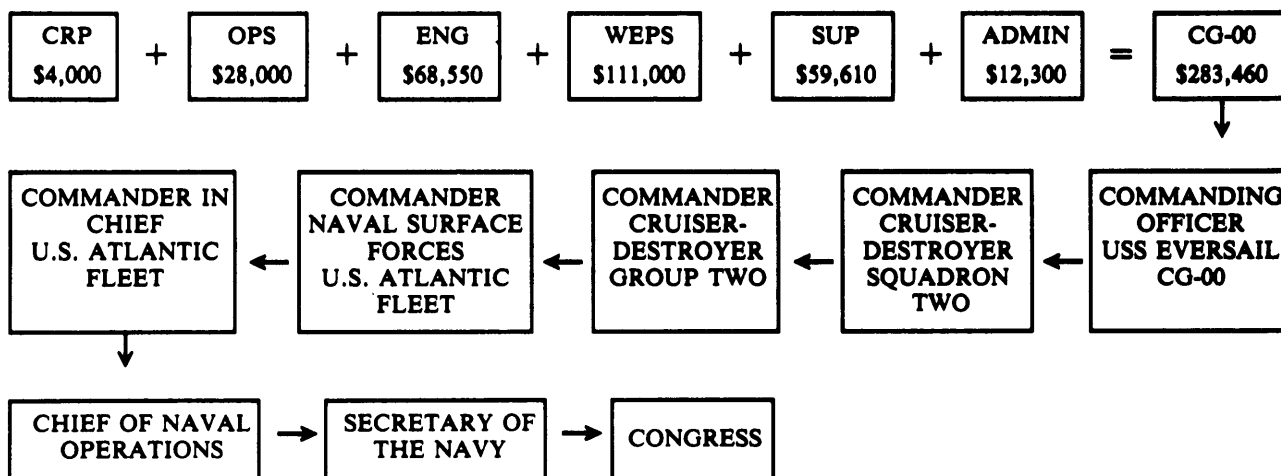 CRP + OPS + ENG + WEPS + SUP + ADMIN = CG-00
$4,000 $28,000 $68,550 $111,000 $59,610 $12,300 $283,460
COMMANDER IN
CHIEF
U.S. ATLANTIC
FLEET
COMMANDER
NAVAL SURFACE
FORCES
U.S. ATLANTIC
FLEET
COMMANDER
CRUISER-
DESTROYER
GROUP TWO
COMMANDER
CRUISER-
DESTROYER
SQUADRON
TWO
COMMANDING
OFFICER
USS EVERSAIL
CG-00
CHIEF OF NAVAL
OPERATIONS
SECRETARY OF
THE NAVY
CONGRESS